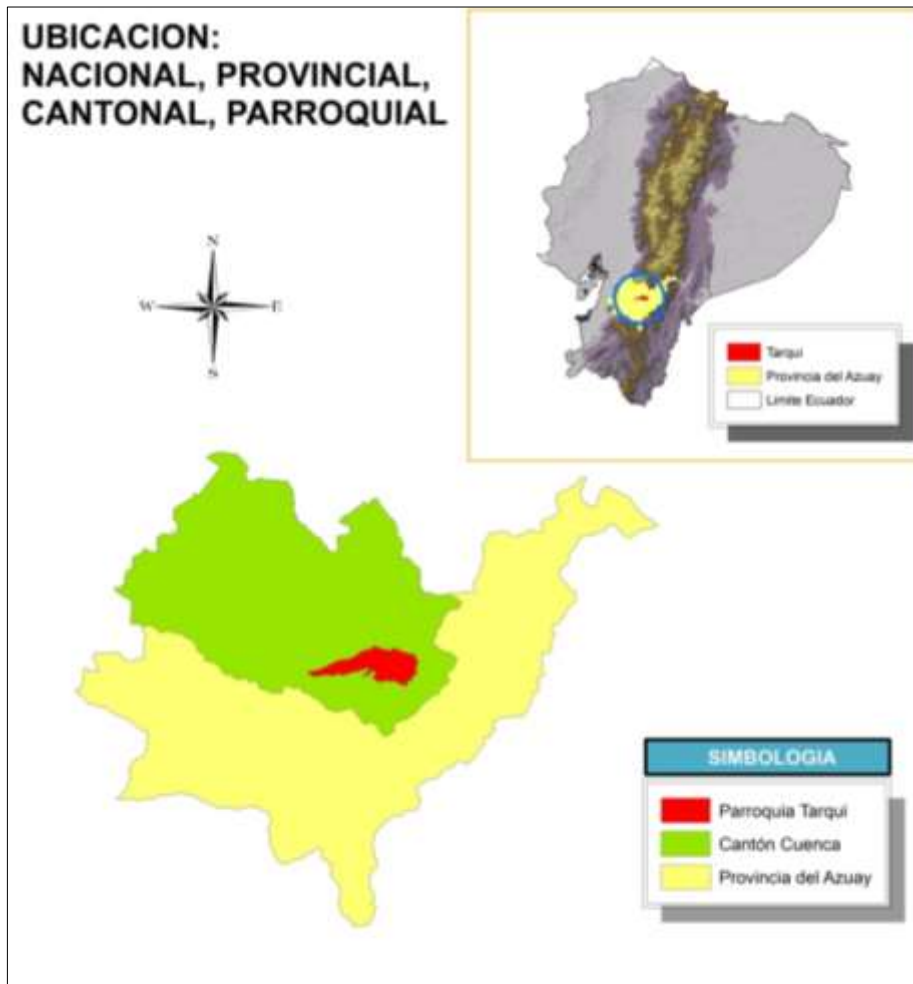 UBICACION:
NACIONAL, PROVINCIAL,
CANTONAL, PARROQUIAL
N
W
E
S
Tarqui
Provincia del Azuay
Limite Ecuador
SIMBOLOGIA
Parroquia Tarqui
Cantón Cuenca
Provincia del Azuay